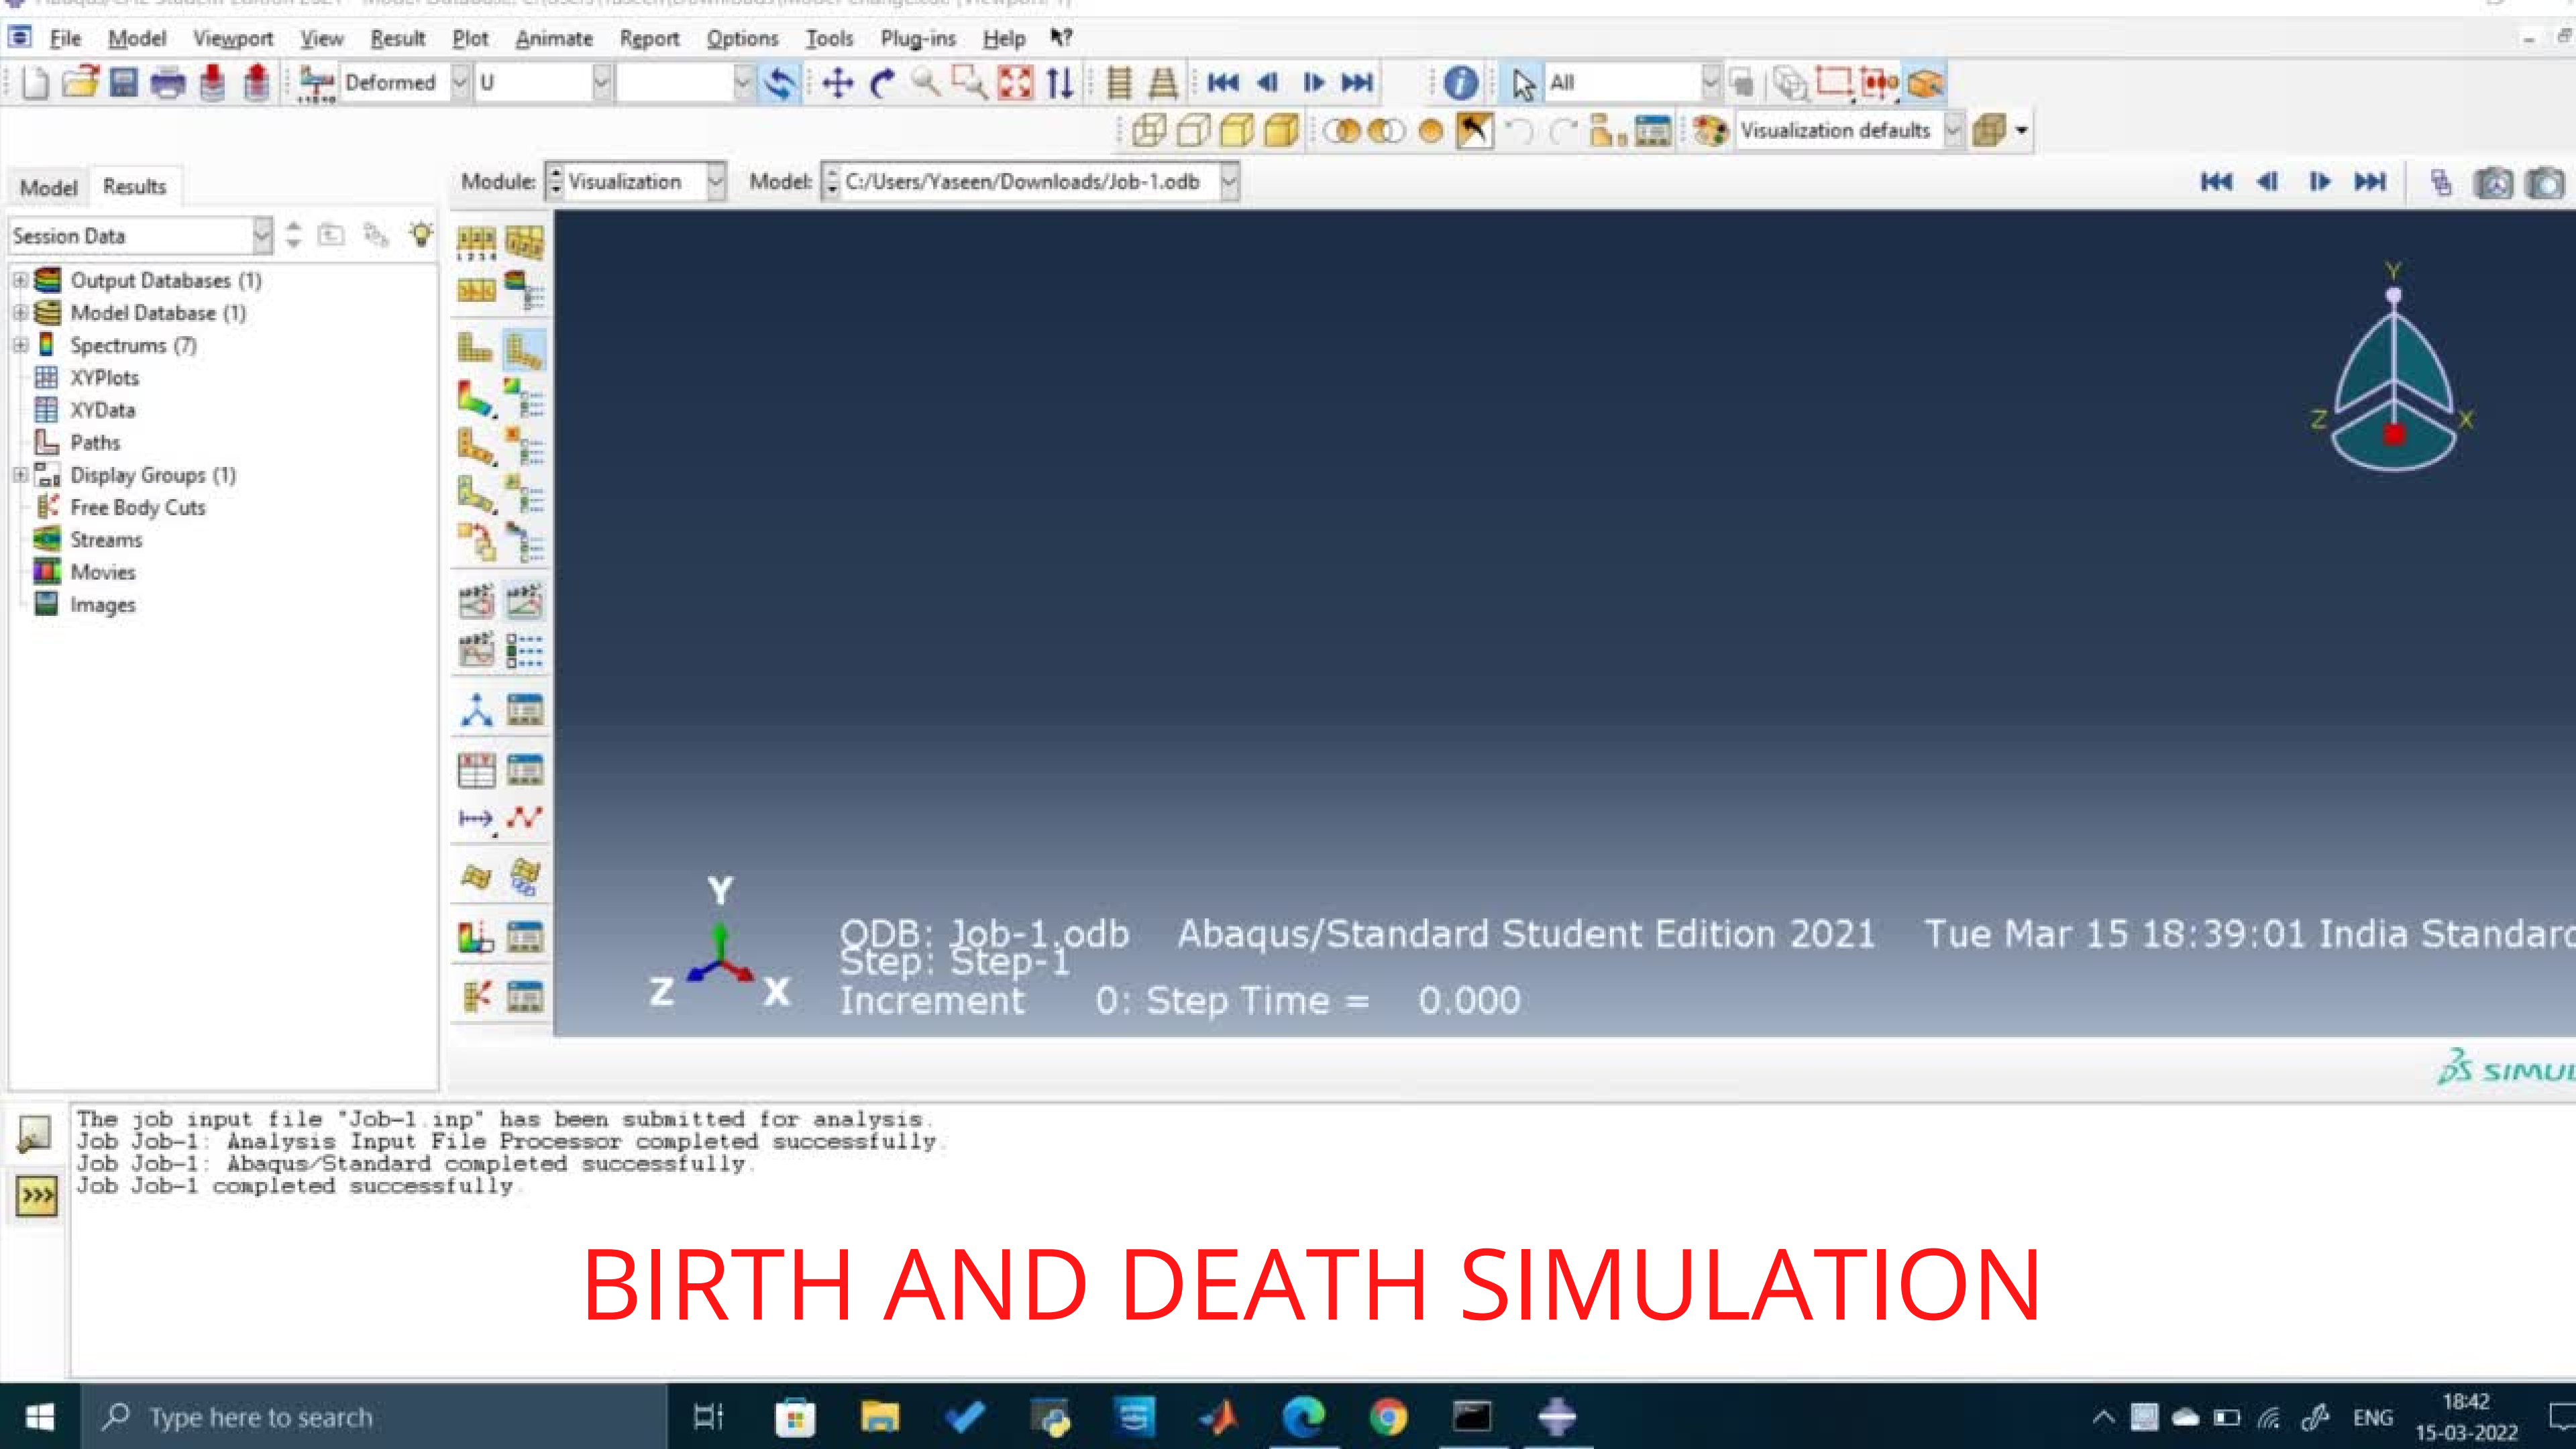 File Model Viewport View Result Plot Animate Report Options Tools Plug-ins Help
Deformed U All
Visualization defaults
Model Results Module: Visualization Model: C:/Users/Yaseen/Downloads/Job-1.odb
Session Data
Output Databases (1)
Model Database (1)
Spectrums (7)
XYPlots
XYData
Paths
Display Groups (1)
Free Body Cuts
Streams
Movies
Images
Y
Z X
Y
Z X
ODB: Job-1.odb Abaqus/Standard Student Edition 2021 Tue Mar 15 18:39:01 India Standard
Step: Step-1
Increment 0: Step Time = 0.000
The job input file "Job-1.inp" has been submitted for analysis.
Job Job-1: Analysis Input File Processor completed successfully.
Job Job-1: Abaqus/Standard completed successfully.
Job Job-1 completed successfully.
BIRTH AND DEATH SIMULATION
Type here to search
ENG
18:42
15-03-2022